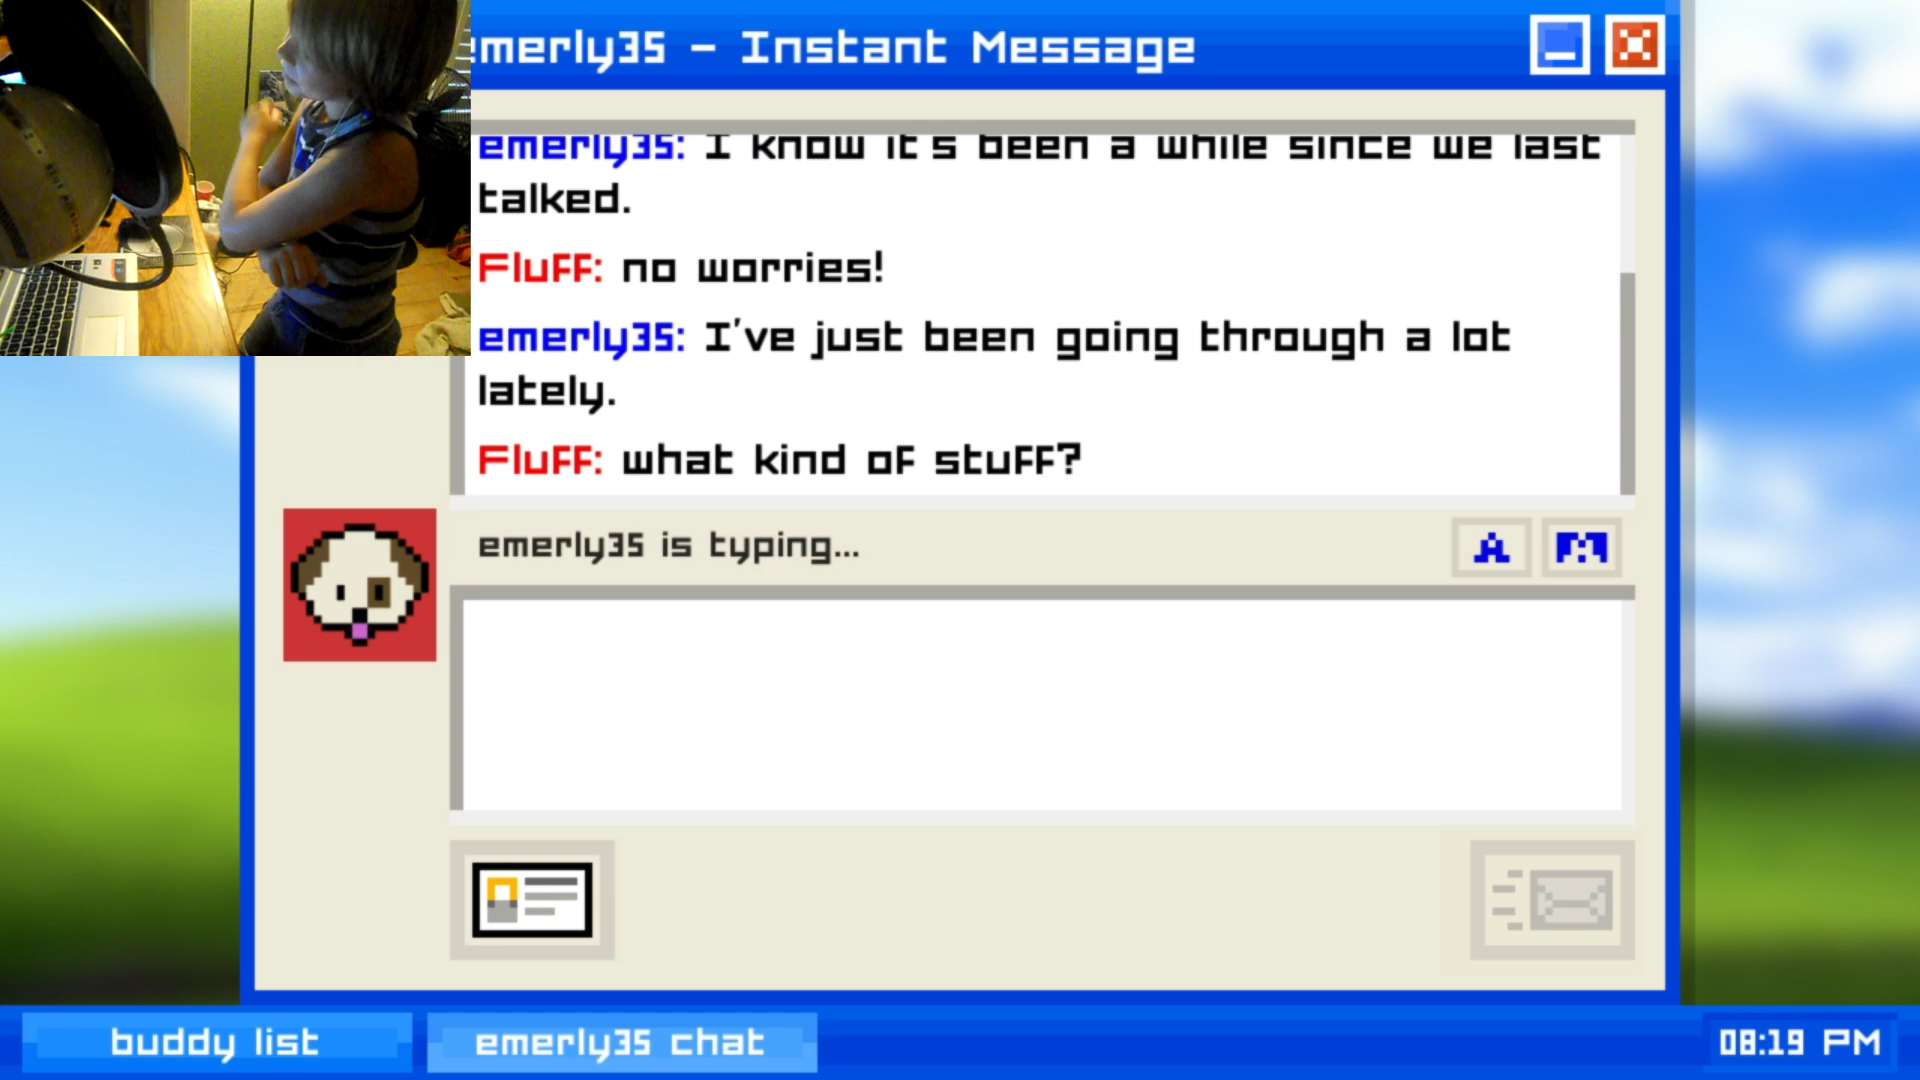 emerly35 - Instant Message
emerly35: I know it's been a while since we last
talked.
Fluff: no worries!
emerly35: I've just been going through a lot
lately.
Fluff: what kind of stuff?
emerly35 is typing...
A
buddy list
emerly35 chat
08:19 PM